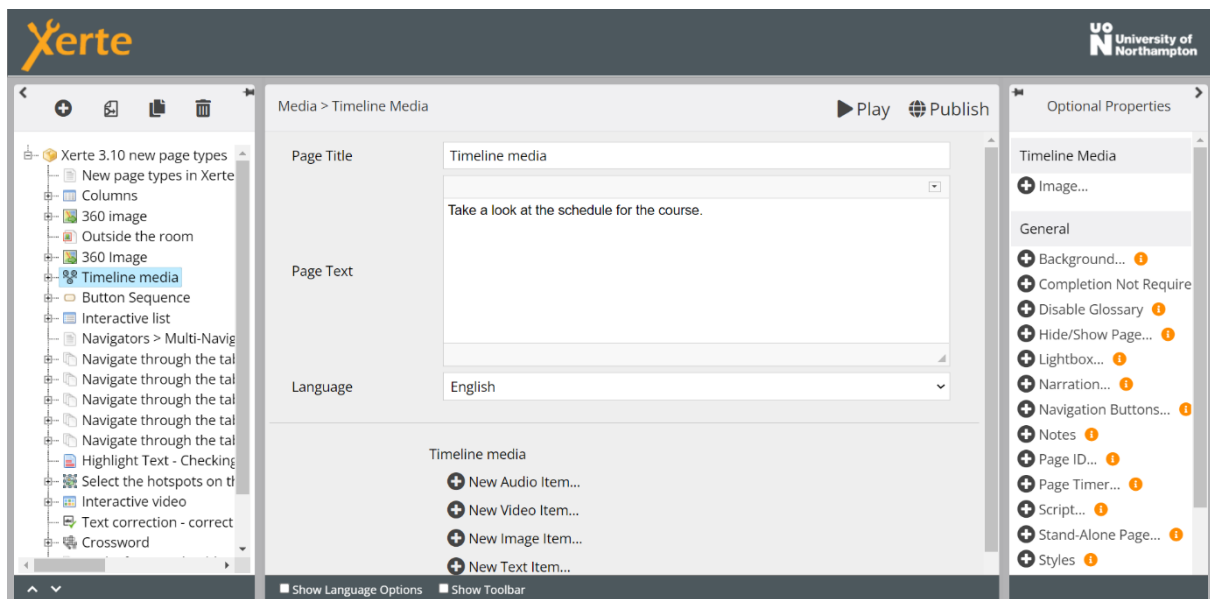 Xerte
UO
N University of
Northampton
Media > Timeline Media
Play Publish
Optional Properties
Xerte 3.10 new page types
New page types in Xerte
Columns
360 image
Outside the room
360 Image
Timeline media
Button Sequence
Interactive list
Navigators > Multi-Navig
Navigate through the tal
Navigate through the tal
Navigate through the tal
Navigate through the tal
Navigate through the tal
Highlight Text - Checking
Select the hotspots on th
Interactive video
Text correction - correct
Crossword
Page Title Timeline media
Take a look at the schedule for the course.
Page Text
Language English
Timeline media
New Audio Item...
New Video Item...
New Image Item...
New Text Item...
Timeline Media
Image...
General
Background...
Completion Not Require
Disable Glossary
Hide/Show Page...
Lightbox...
Narration...
Navigation Buttons...
Notes
Page ID...
Page Timer...
Script...
Stand-Alone Page...
Styles
Show Language Options Show Toolbar